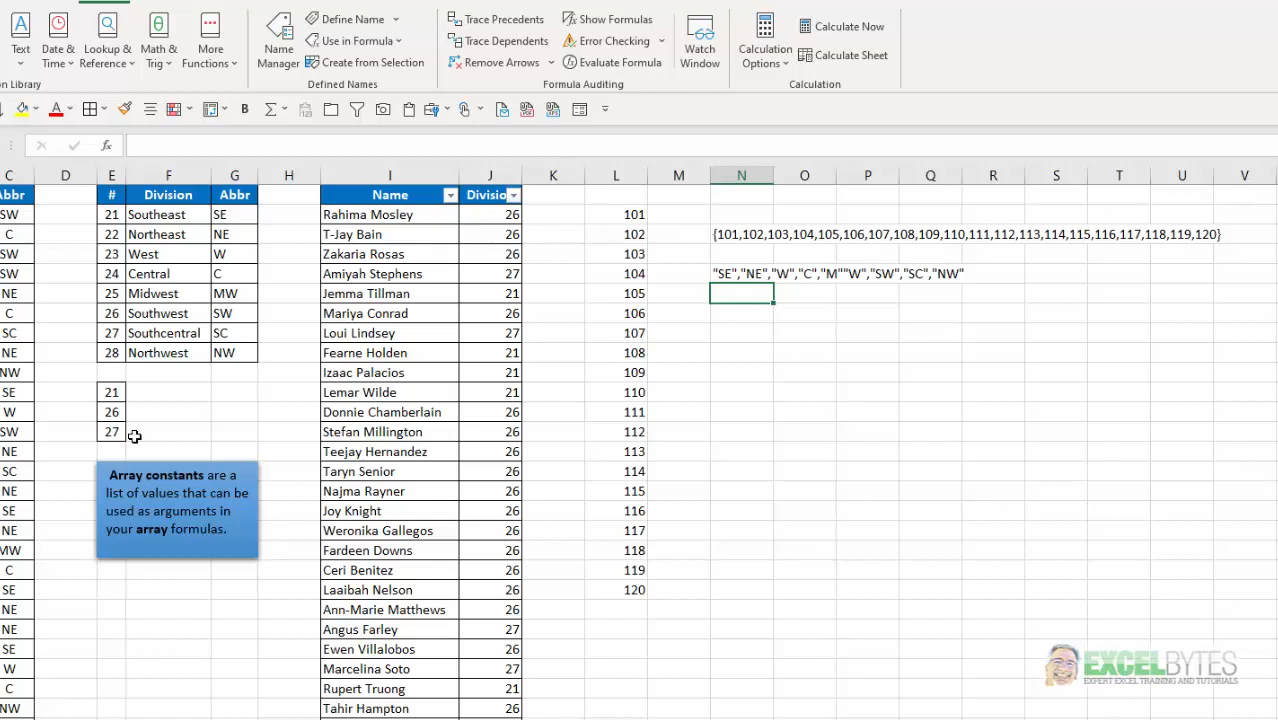 Text Date & Time Lookup & Reference Math & Trig More Functions
Name Manager
Define Name
Use in Formula
Create from Selection
Trace Precedents
Trace Dependents
Remove Arrows
Show Formulas
Error Checking
Evaluate Formula
Watch Window
Calculation Options
Calculate Now
Calculate Sheet
on Library Defined Names Formula Auditing Calculation
A B Σ
fx
C D E F G H I J K L M N O P Q R S T U V
Abbr # Division Abbr Name Divisio
SW 21 Southeast SE Rahima Mosley 26 101
C 22 Northeast NE T-Jay Bain 26 102 {101,102,103,104,105,106,107,108,109,110,111,112,113,114,115,116,117,118,119,120}
SW 23 West W Zakaria Rosas 26 103
SW 24 Central C Amiyah Stephens 27 104 "SE","NE","W","C","M""W","SW","SC","NW"
NE 25 Midwest MW Jemma Tillman 21 105
C 26 Southwest SW Mariya Conrad 26 106
SC 27 Southcentral SC Loui Lindsey 27 107
NE 28 Northwest NW Fearne Holden 21 108
NW Izaac Palacios 21 109
SE 21 Lemar Wilde 21 110
W 26 Donnie Chamberlain 26 111
SW 27 Stefan Millington 26 112
NE Teejay Hernandez 26 113
SC Taryn Senior 26 114
NE Najma Rayner 26 115
SE Joy Knight 26 116
NE Weronika Gallegos 26 117
MW Fardeen Downs 26 118
C Ceri Benitez 26 119
SE Laaibah Nelson 26 120
NE Ann-Marie Matthews 26
NE Angus Farley 27
SE Ewen Villalobos 26
W Marcelina Soto 27
C Rupert Truong 21
NW Tahir Hampton 26
Array constants are a
list of values that can be
used as arguments in
your array formulas.
EXCELBYTES
EXPERT EXCEL TRAINING AND TUTORIALS